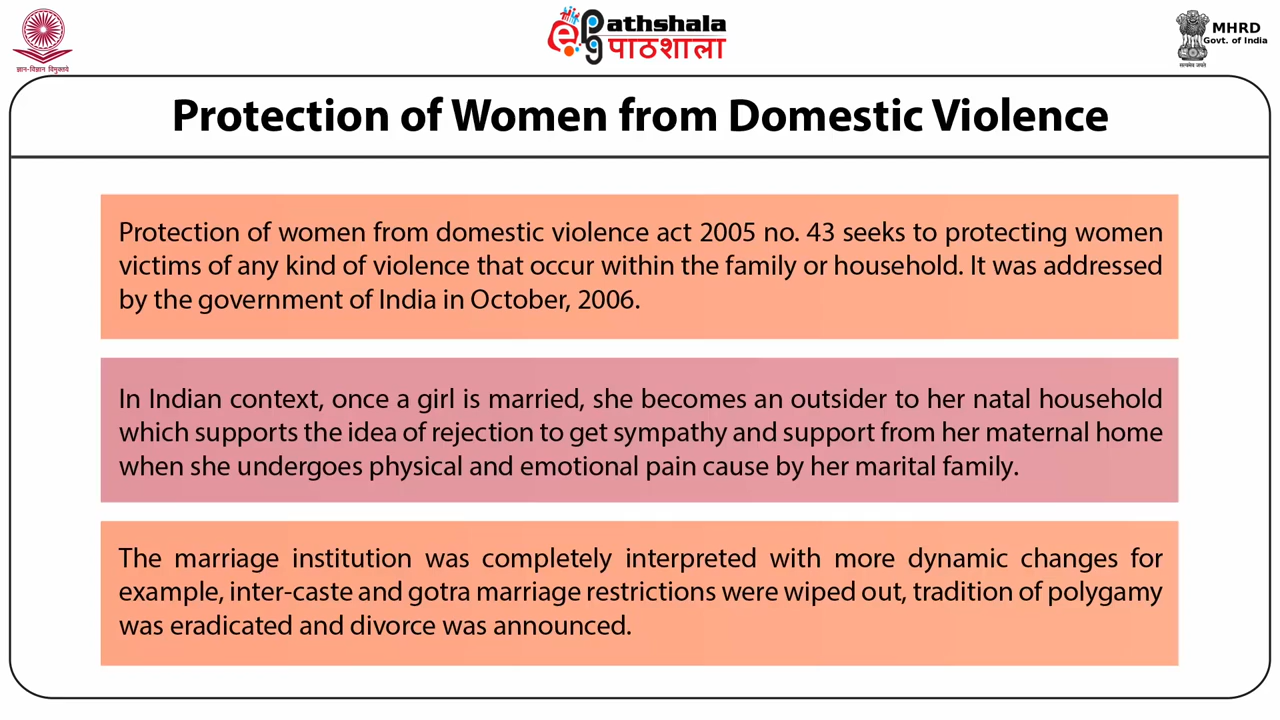 ज्ञान-विज्ञान विमुक्तये
epgathshala
पाठशाला
MHRD
Govt. of India
सत्यमेव जयते
Protection of Women from Domestic Violence
Protection of women from domestic violence act 2005 no. 43 seeks to protecting women
victims of any kind of violence that occur within the family or household. It was addressed
by the government of India in October, 2006.
In Indian context, once a girl is married, she becomes an outsider to her natal household
which supports the idea of rejection to get sympathy and support from her maternal home
when she undergoes physical and emotional pain cause by her marital family.
The marriage institution was completely interpreted with more dynamic changes for
example, inter-caste and gotra marriage restrictions were wiped out, tradition of polygamy
was eradicated and divorce was announced.